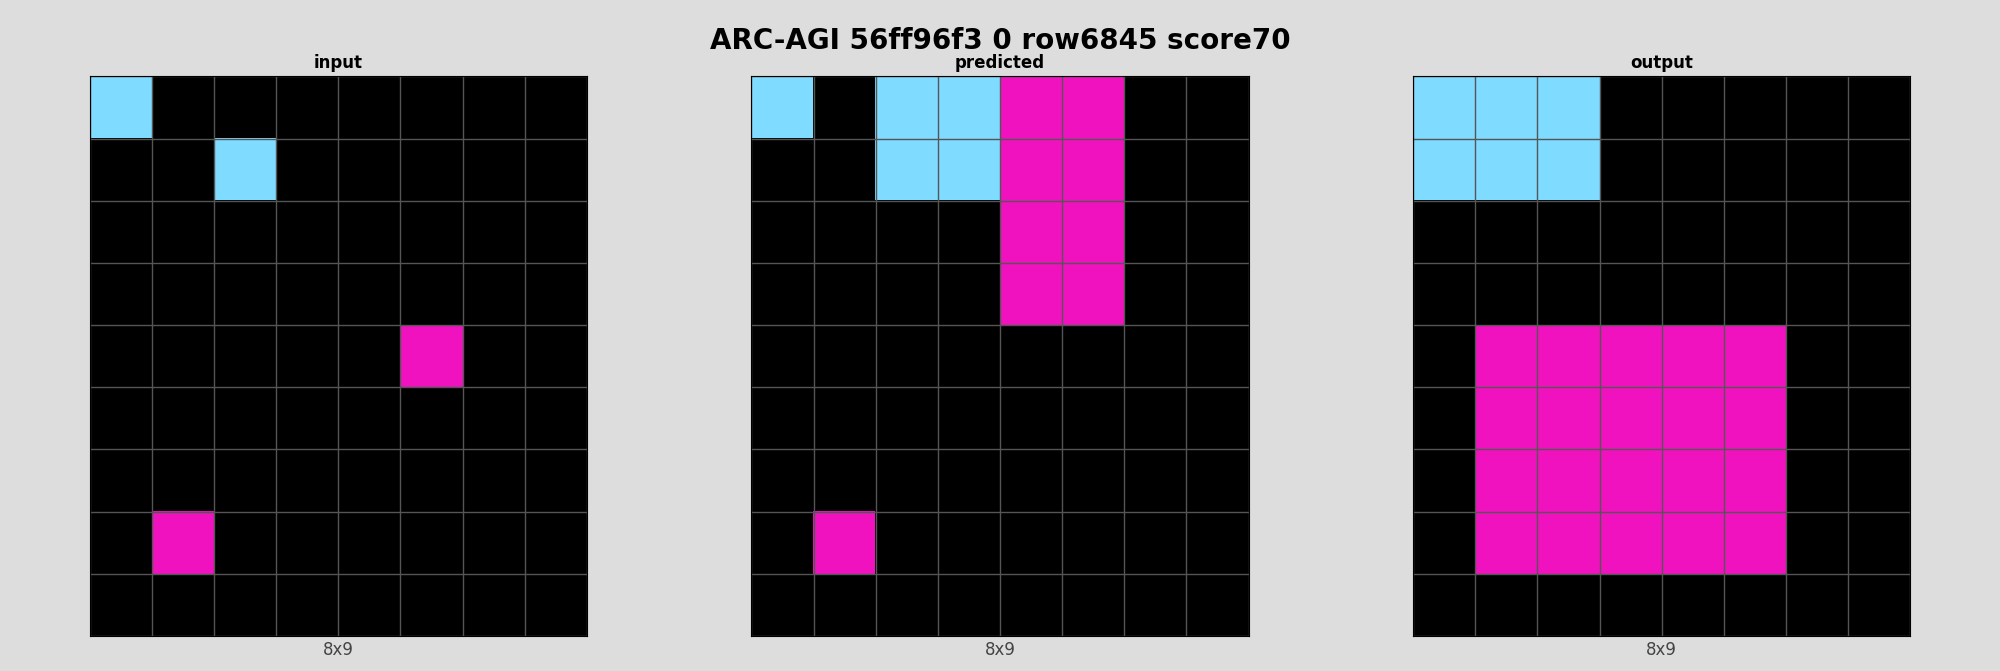 ARC-AGI 56ff96f3 0 row6845 score70
input
predicted
output
8x9
8x9
8x9